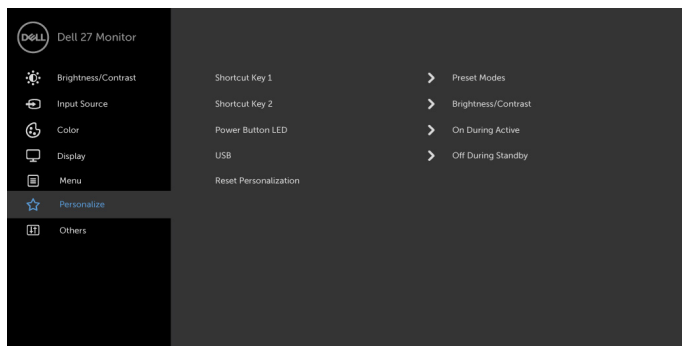 DELL Dell 27 Monitor
Brightness/Contrast
Input Source
Color
Display
Menu
Personalize
Others
Shortcut Key 1 Preset Modes
Shortcut Key 2 Brightness/Contrast
Power Button LED On During Active
USB Off During Standby
Reset Personalization